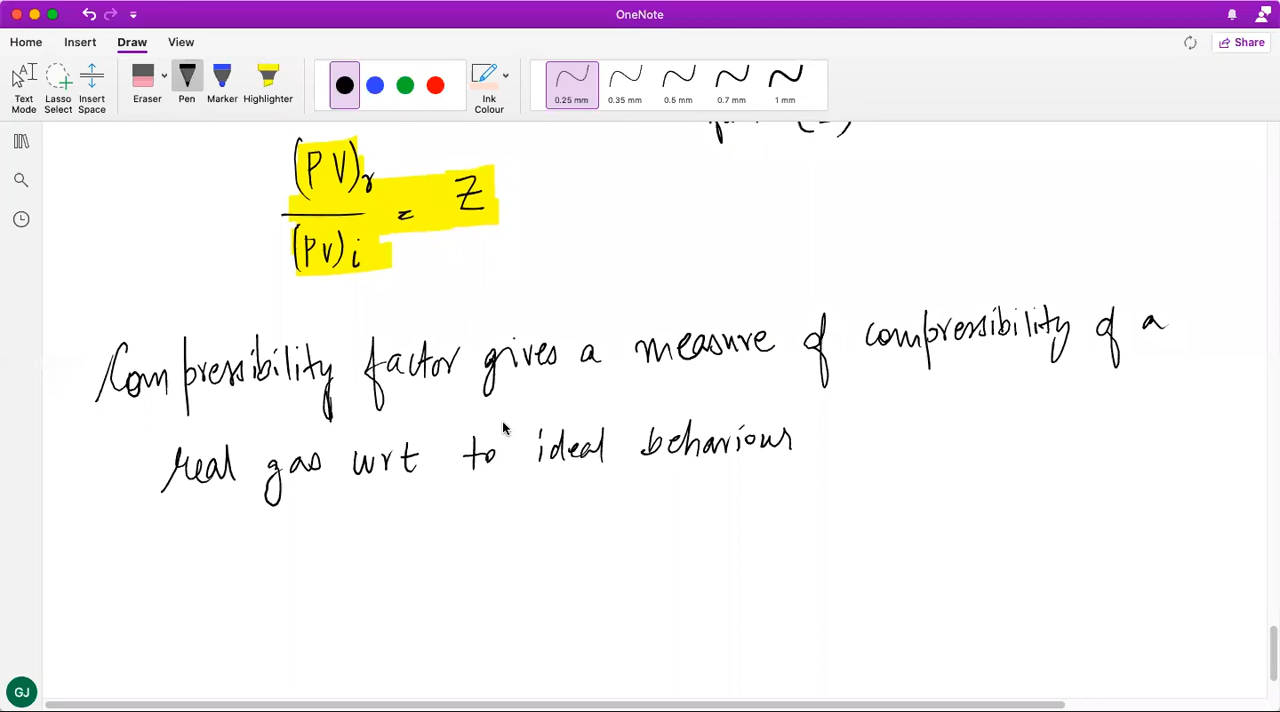 OneNote
Home Insert Draw View
Share
Text Mode
Lasso Select
Insert Space
Eraser
Pen
Marker
Highlighter
Ink Colour
0.25 mm
0.35 mm
0.5 mm
0.7 mm
1 mm
(PV)r
= Z
(PV)i
Compressibility factor gives a measure of compressibility of a
real gas wrt to ideal behaviour
GJ